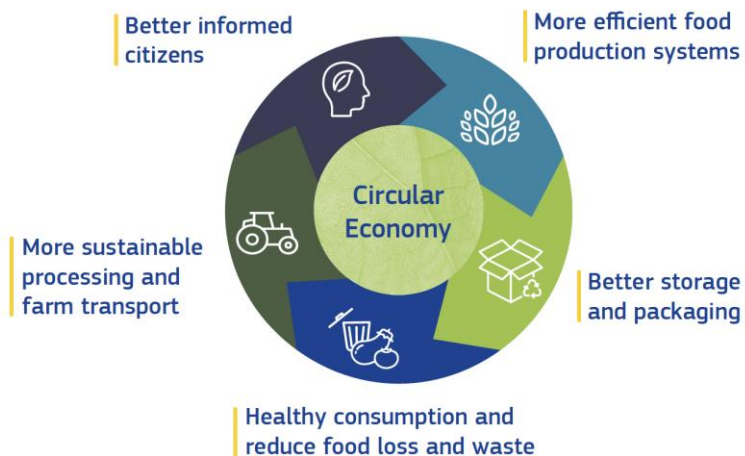 Better informed
citizens
More efficient food
production systems
Circular
Economy
More sustainable
processing and
farm transport
Better storage
and packaging
Healthy consumption and
reduce food loss and waste